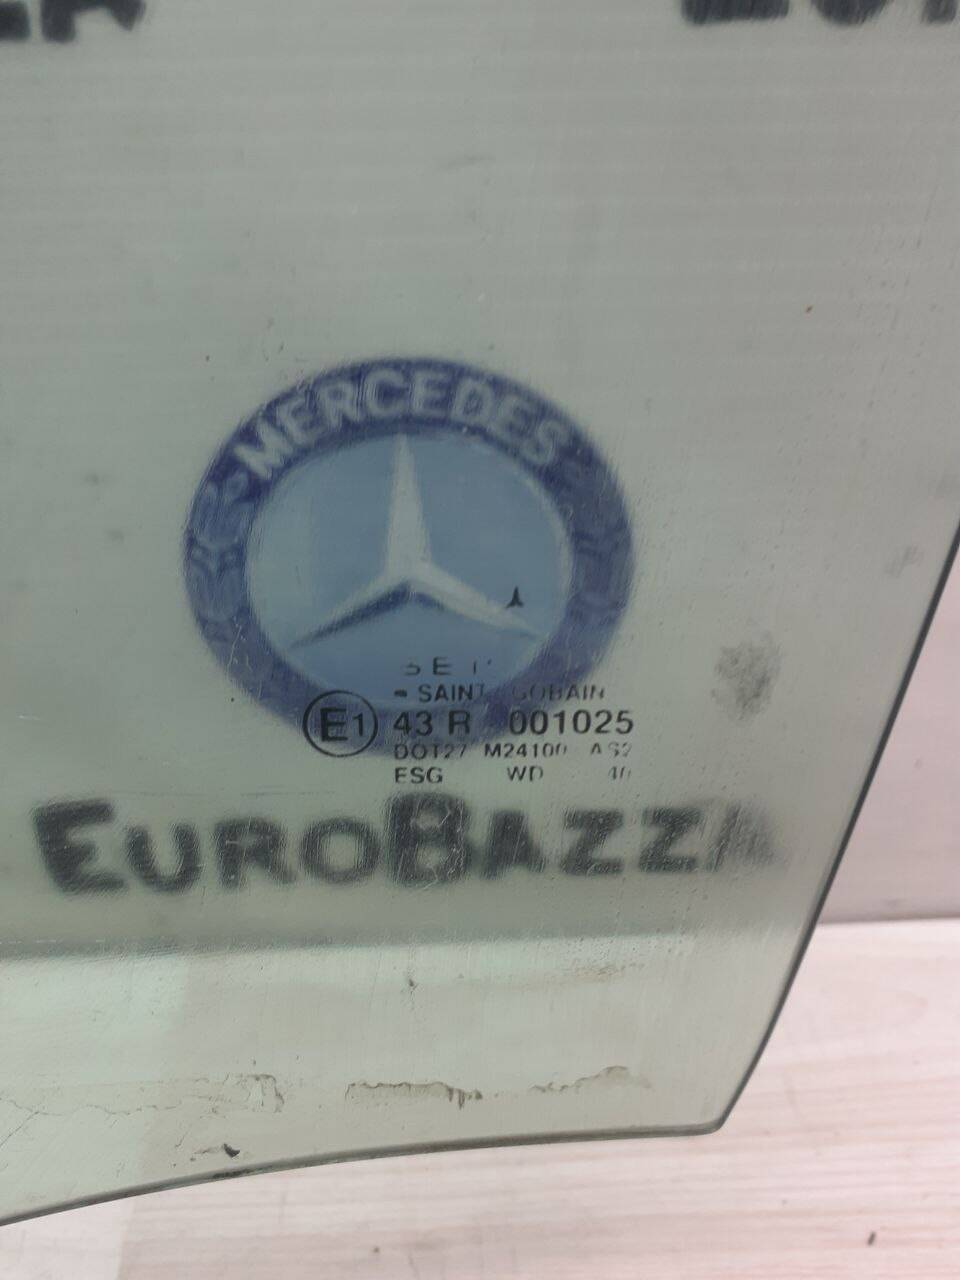 MERCEDES
SAINT GOBAIN
E1 43 R 001025
DOT27 M24100 AS2
ESG WD
EUROBAZZA